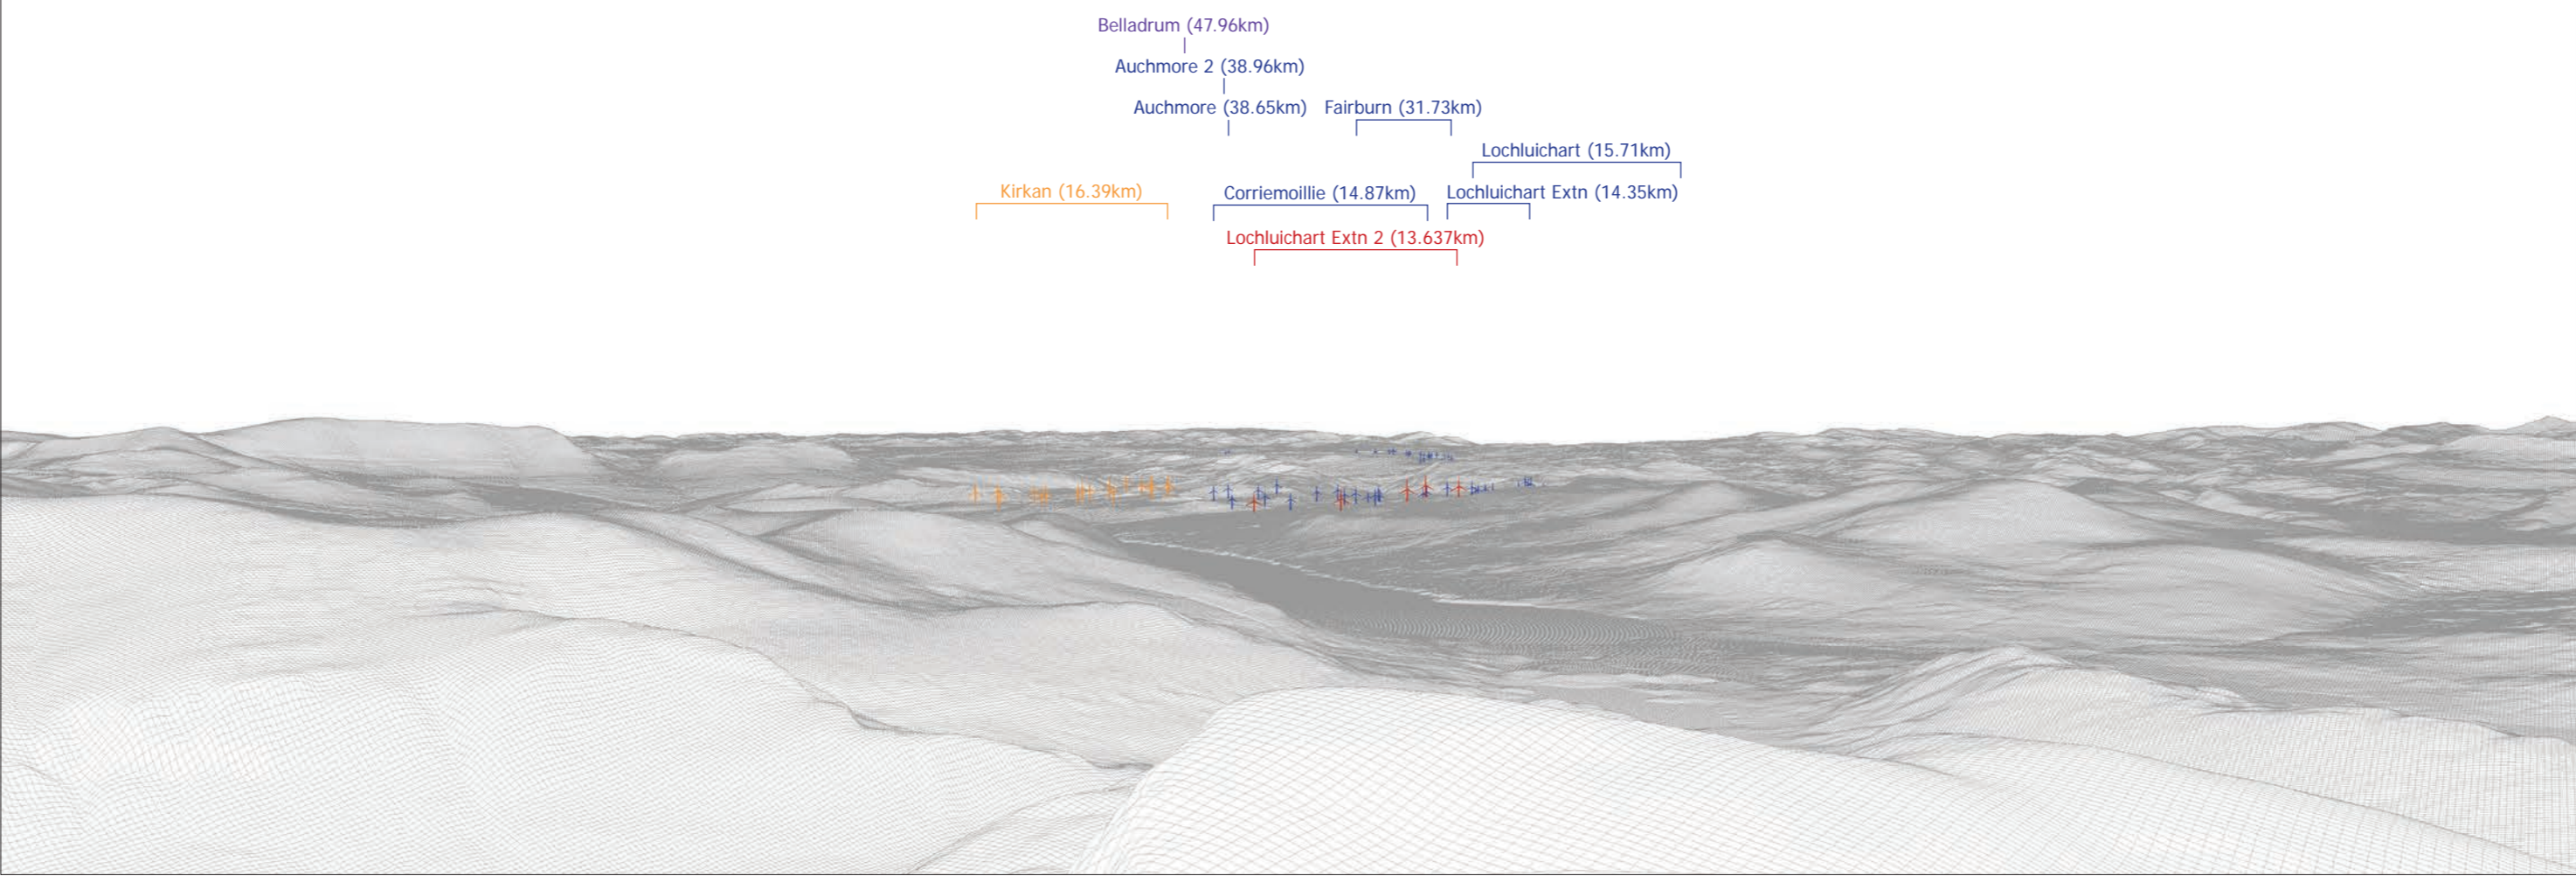 Belladrum (47.96km)
Auchmore 2 (38.96km)
Auchmore (38.65km)
Fairburn (31.73km)
Lochluichart (15.71km)
Kirkan (16.39km)
Corriemoillie (14.87km)
Lochluichart Extn (14.35km)
Lochluichart Extn 2 (13.637km)